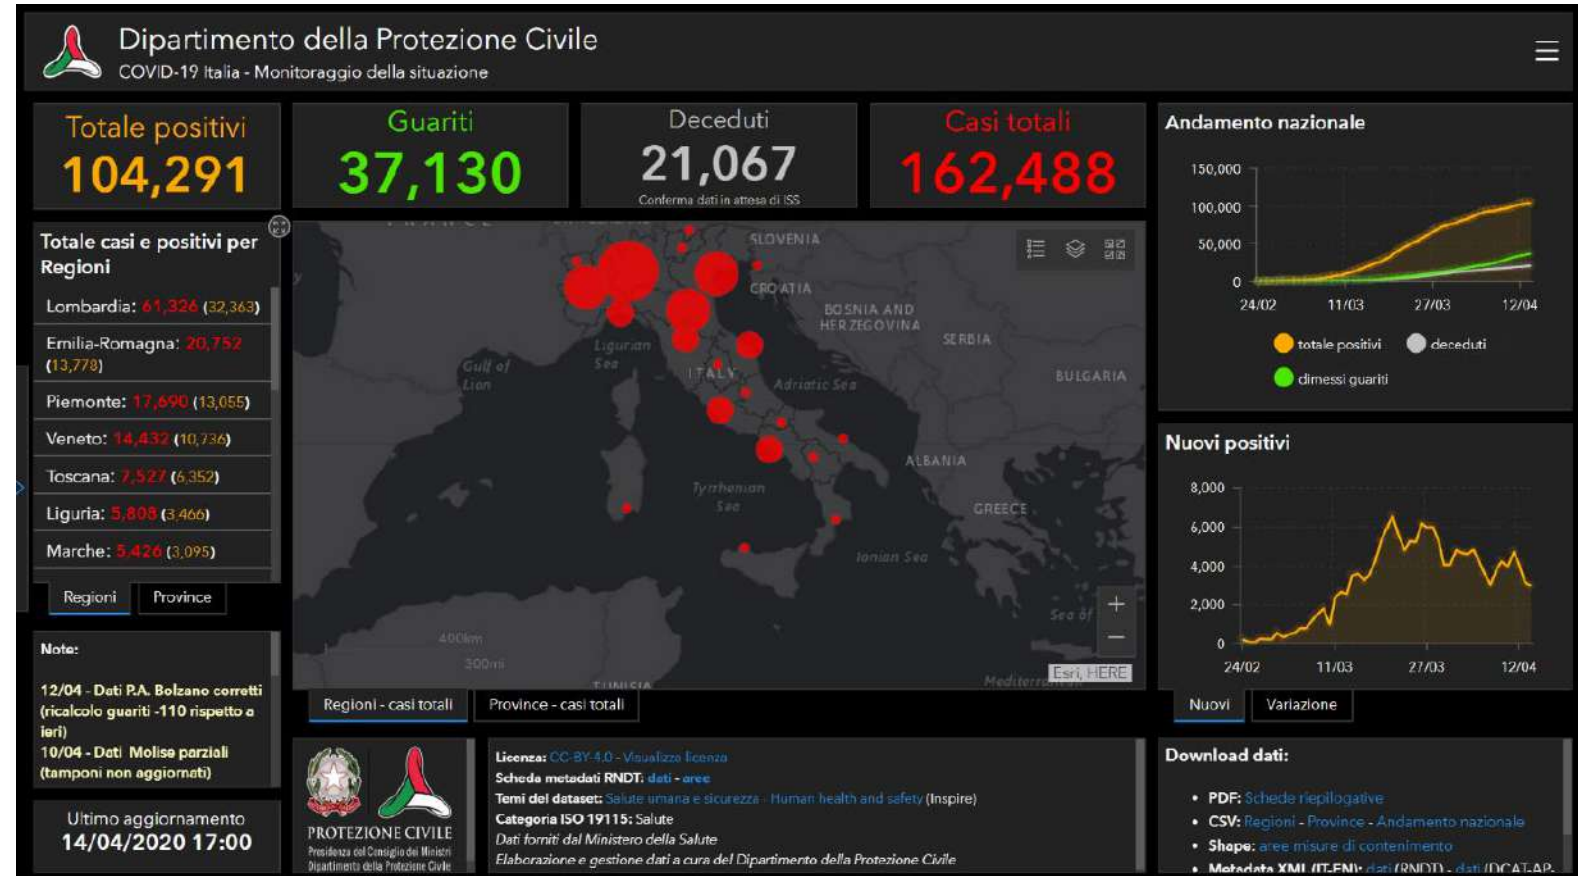 Dipartimento della Protezione Civile
COVID-19 Italia - Monitoraggio della situazione
Totale positivi
104,291
Guariti
37,130
Deceduti
21,067
Conferma dati in attesa di ISS
Casi totali
162,488
Totale casi e positivi per
Regioni
Lombardia: 61,326 (32,363)
Emilia-Romagna: 20,752
(13,778)
Piemonte: 17,690 (13,055)
Veneto: 14,432 (10,736)
Toscana: 7,527 (6,352)
Liguria: 5,808 (3,466)
Marche: 5,426 (3,095)
Regioni
Province
Note:
12/04 - Dati P.A. Bolzano corretti
(ricalcolo guariti -110 rispetto a
ieri)
10/04 - Dati Molise parziali
(tamponi non aggiornati)
Ultimo aggiornamento
14/04/2020 17:00
SLOVENIA
CROATIA
BOSNIA AND
HERZEGOVINA
SERBIA
Ligurian
Sea
Gulf of
Lion
ITALY
Adriatic Sea
BULGARIA
ALBANIA
Tyrrhenian
Sea
GREECE
Ionian Sea
Sea of
400km
300mi
TUNISIA
Esri, HERE
Regioni - casi totali
Province - casi totali
PROTEZIONE CIVILE
Presidenza del Consiglio dei Ministri
Dipartimento della Protezione Civile
Licenza: CC-BY-4.0 - Visualizza licenza
Scheda metadati RNDT: dati - aree
Temi del dataset: Salute umana e sicurezza - Human health and safety (Inspire)
Categoria ISO 19115: Salute
Dati forniti dal Ministero della Salute
Elaborazione e gestione dati a cura del Dipartimento della Protezione Civile
Andamento nazionale
150,000
100,000
50,000
0
24/02 11/03 27/03 12/04
totale positivi
deceduti
dimessi guariti
Nuovi positivi
8,000
6,000
4,000
2,000
0
24/02 11/03 27/03 12/04
Nuovi
Variazione
Download dati:
• PDF: Schede riepilogative
• CSV: Regioni - Province - Andamento nazionale
• Shape: aree misure di contenimento
• Metadata XML (IT-EN): dati (RNDT) - dati (DCAT-AP-